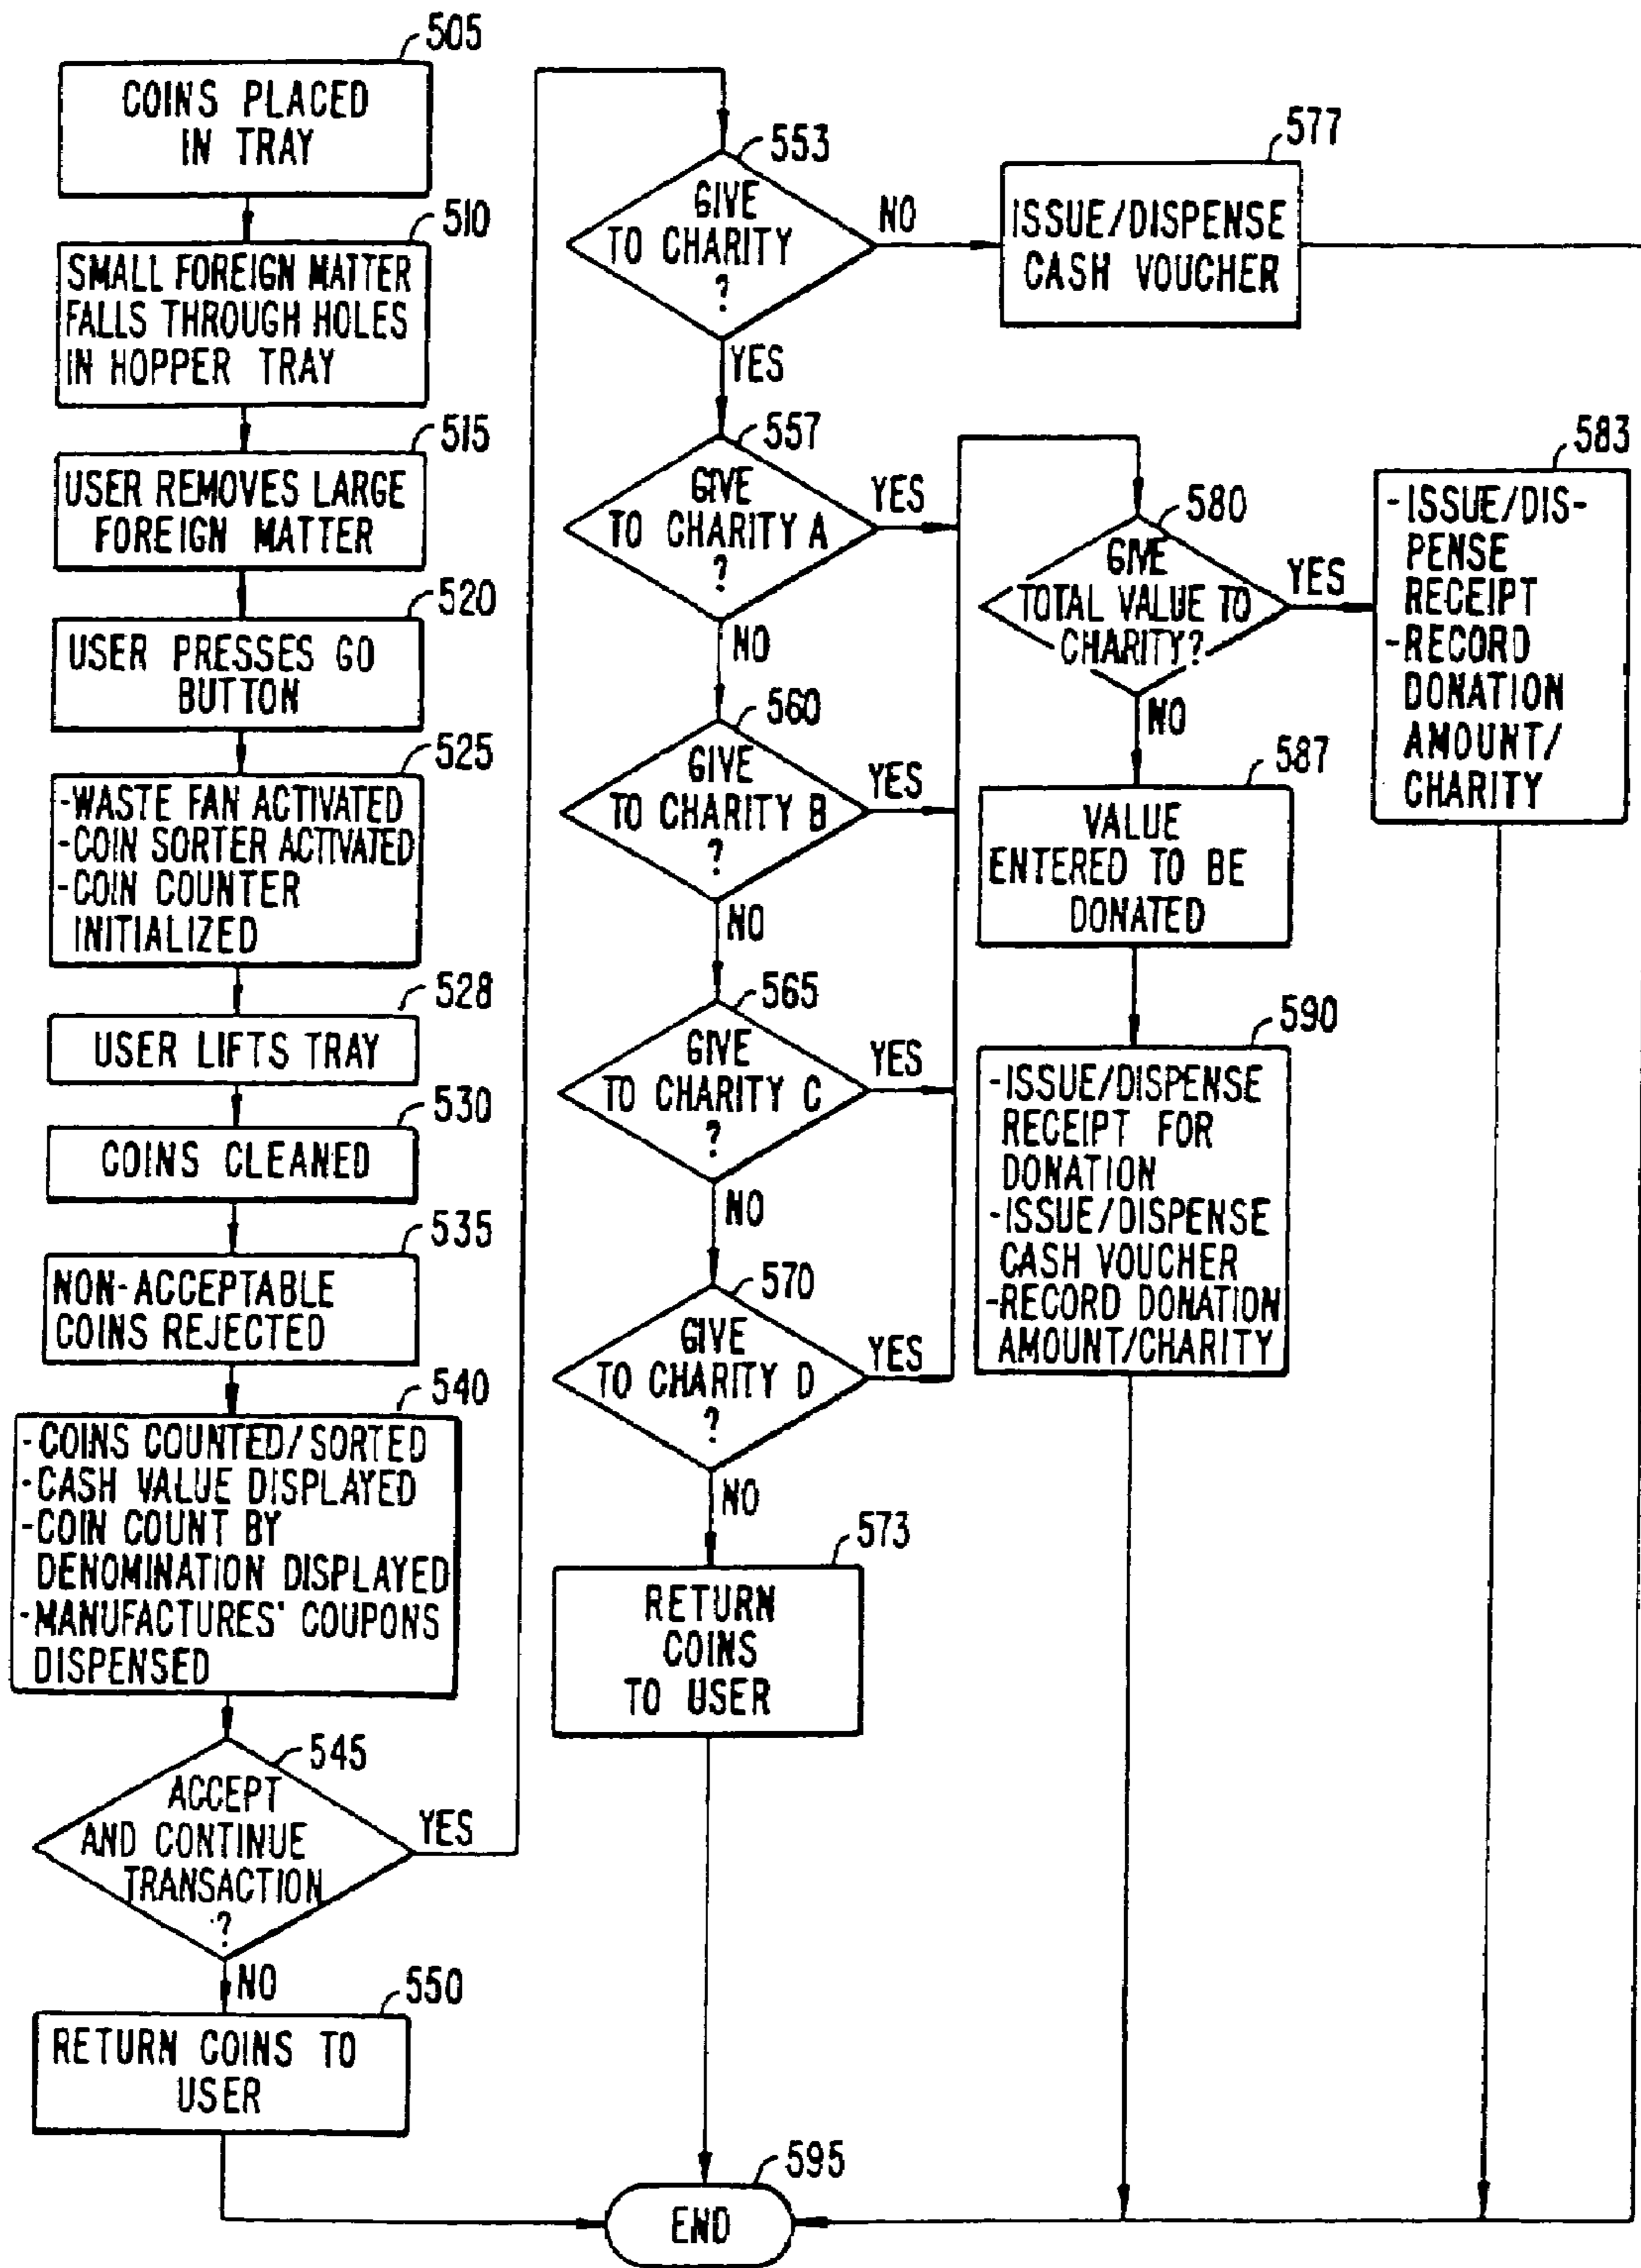 505
COINS PLACED
IN TRAY
510
SMALL FOREIGN MATTER
FALLS THROUGH HOLES
IN HOPPER TRAY
515
USER REMOVES LARGE
FOREIGN MATTER
520
USER PRESSES GO
BUTTON
525
-WASTE FAN ACTIVATED
-COIN SORTER ACTIVATED
-COIN COUNTER
INITIALIZED
528
USER LIFTS TRAY
530
COINS CLEANED
535
NON-ACCEPTABLE
COINS REJECTED
540
-COINS COUNTED/SORTED
-CASH VALUE DISPLAYED
-COIN COUNT BY
DENOMINATION DISPLAYED
-MANUFACTURES' COUPONS
DISPENSED
545
ACCEPT
AND CONTINUE
TRANSACTION
?
YES
NO
550
RETURN COINS TO
USER
553
GIVE
TO CHARITY
?
NO
YES
577
ISSUE/DISPENSE
CASH VOUCHER
557
GIVE
TO CHARITY A
?
YES
NO
560
GIVE
TO CHARITY B
?
YES
NO
565
GIVE
TO CHARITY C
?
YES
NO
570
GIVE
TO CHARITY D
?
YES
NO
573
RETURN
COINS
TO USER
580
GIVE
TOTAL VALUE TO
CHARITY?
YES
NO
583
-ISSUE/DIS-
PENSE
RECEIPT
-RECORD
DONATION
AMOUNT/
CHARITY
587
VALUE
ENTERED TO BE
DONATED
590
-ISSUE/DISPENSE
RECEIPT FOR
DONATION
-ISSUE/DISPENSE
CASH VOUCHER
-RECORD DONATION
AMOUNT/CHARITY
595
END